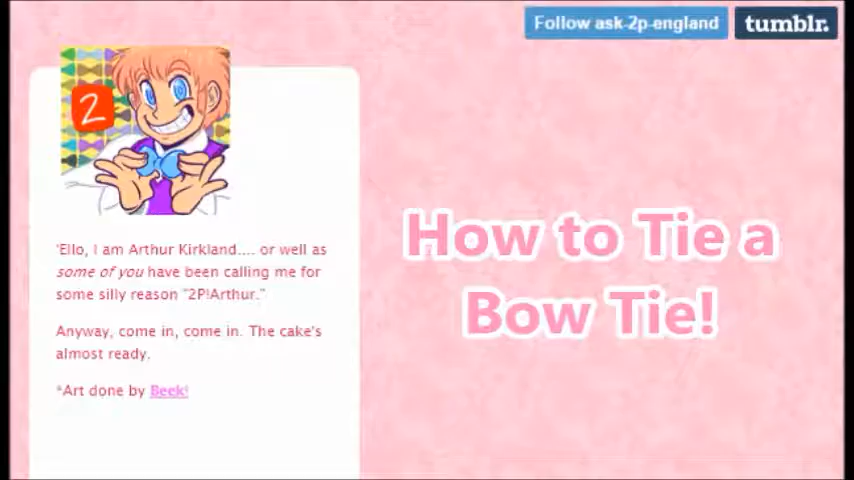 Follow ask-2p-england
tumblr.
2
'Ello, I am Arthur Kirkland.... or well as
some of you have been calling me for
some silly reason "2P!Arthur."
Anyway, come in, come in. The cake's
almost ready.
*Art done by Beek!
How to Tie a
Bow Tie!